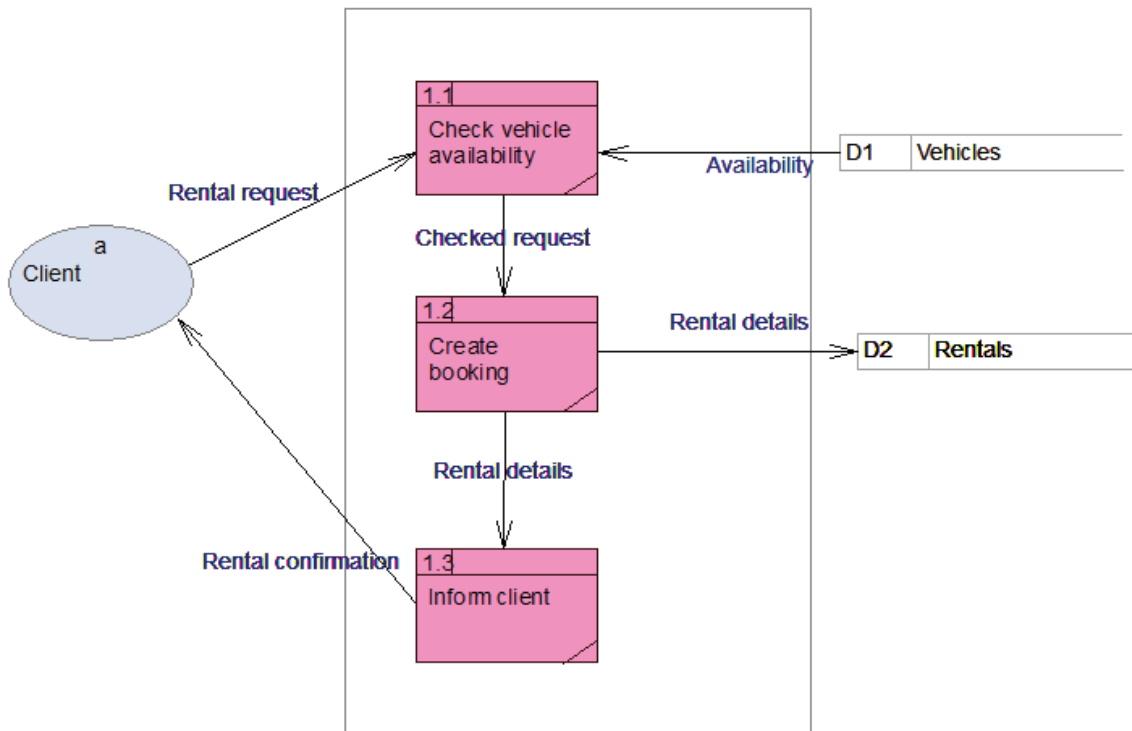 1.1
Check vehicle
availability
D1 Vehicles
Availability
Rental request
Checked request
a
Client
1.2
Create
booking
Rental details
D2 Rentals
Rental details
Rental confirmation
1.3
Inform client